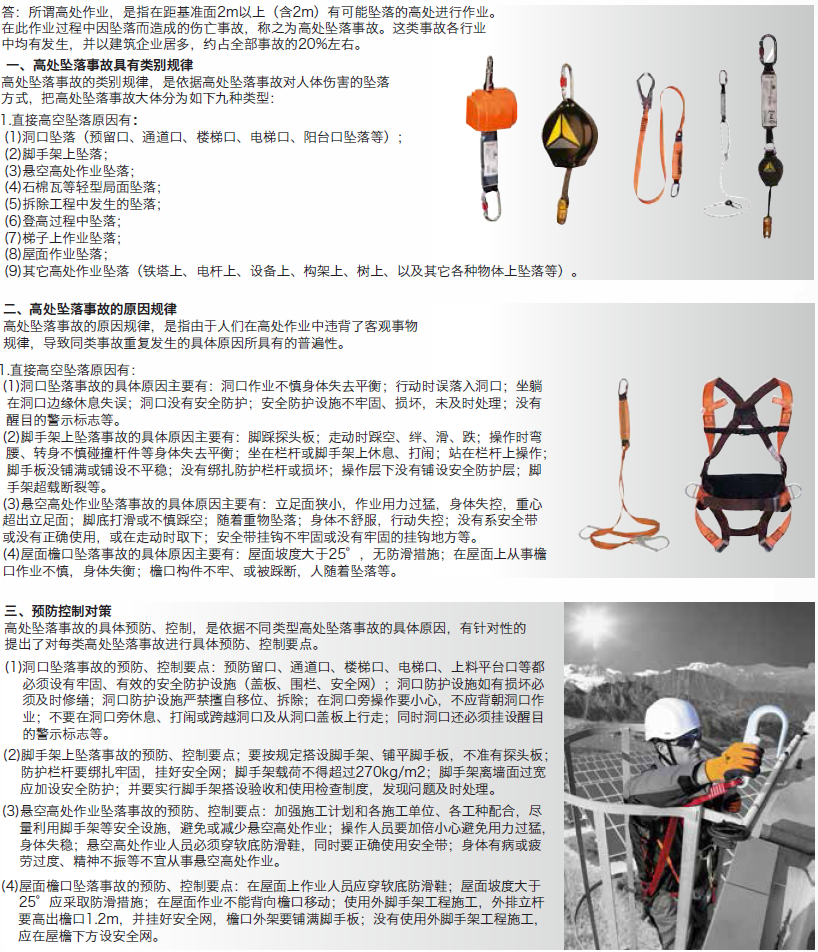 答：所谓高处作业，是指在距基准面2m以上（含2m）有可能坠落的高处进行作业。
在此作业过程中因坠落而造成的伤亡事故，称之为高处坠落事故。这类事故各行业
中均有发生，并以建筑企业居多，约占全部事故的20%左右。
一、高处坠落事故具有类别规律
高处坠落事故的类别规律，是依据高处坠落事故对人体伤害的坠落
方式，把高处坠落事故大体分为如下九种类型：
1.直接高空坠落原因有：
(1)洞口坠落（预留口、通道口、楼梯口、电梯口、阳台口坠落等）；
(2)脚手架上坠落；
(3)悬空高处作业坠落；
(4)石棉瓦等轻型局面坠落；
(5)拆除工程中发生的坠落；
(6)登高过程中坠落；
(7)梯子上作业坠落；
(8)屋面作业坠落；
(9)其它高处作业坠落（铁塔上、电杆上、设备上、构架上、树上、以及其它各种物体上坠落等）。
二、高处坠落事故的原因规律
高处坠落事故的原因规律，是指由于人们在高处作业中违背了客观事物
规律，导致同类事故重复发生的具体原因所具有的普遍性。
1.直接高空坠落原因有：
(1)洞口坠落事故的具体原因主要有：洞口作业不慎身体失去平衡；行动时误落入洞口；坐躺
在洞口边缘休息失误；洞口没有安全防护；安全防护设施不牢固、损坏，未及时处理；没有
醒目的警示标志等。
(2)脚手架上坠落事故的具体原因主要有：脚踩探头板；走动时踩空、绊、滑、跌；操作时弯
腰、转身不慎碰撞杆件等身体失去平衡；坐在栏杆或脚手架上休息、打闹；站在栏杆上操作；
脚手板没铺满或铺设不平稳；没有绑扎防护栏杆或损坏；操作层下没有铺设安全防护层；脚
手架超载断裂等。
(3)悬空高处作业坠落事故的具体原因主要有：立足面狭小，作业用力过猛，身体失控，重心
超出立足面；脚底打滑或不慎踩空；随着重物坠落；身体不舒服，行动失控；没有系安全带
或没有正确使用，或在走动时取下；安全带挂钩不牢固或没有牢固的挂钩地方等。
(4)屋面檐口坠落事故的具体原因主要有：屋面坡度大于25°，无防滑措施；在屋面上从事檐
口作业不慎，身体失衡；檐口构件不牢、或被踩断，人随着坠落等。
三、预防控制对策
高处坠落事故的具体预防、控制，是依据不同类型高处坠落事故的具体原因，有针对性的
提出了对每类高处坠落事故进行具体预防、控制要点。
(1)洞口坠落事故的预防、控制要点：预防留口、通道口、楼梯口、电梯口、上料平台口等都
必须设有牢固、有效的安全防护设施（盖板、围栏、安全网）；洞口防护设施如有损坏必
须及时修缮；洞口防护设施严禁擅自移位、拆除；在洞口旁操作要小心，不应背朝洞口作
业；不要在洞口旁休息、打闹或跨越洞口及从洞口盖板上行走；同时洞口还必须挂设醒目
的警示标志等。
(2)脚手架上坠落事故的预防、控制要点；要按规定搭设脚手架、铺平脚手板，不准有探头板；
防护栏杆要绑扎牢固，挂好安全网；脚手架载荷不得超过270kg/m2；脚手架离墙面过宽
应加设安全防护；并要实行脚手架搭设验收和使用检查制度，发现问题及时处理。
(3)悬空高处作业坠落事故的预防、控制要点：加强施工计划和各施工单位、各工种配合，尽
量利用脚手架等安全设施，避免或减少悬空高处作业；操作人员要加倍小心避免用力过猛，
身体失稳；悬空高处作业人员必须穿软底防滑鞋，同时要正确使用安全带；身体有病或疲
劳过度、精神不振等不宜从事悬空高处作业。
(4)屋面檐口坠落事故的预防、控制要点：在屋面上作业人员应穿软底防滑鞋；屋面坡度大于
25°应采取防滑措施；在屋面作业不能背向檐口移动；使用外脚手架工程施工，外排立杆
要高出檐口1.2m，并挂好安全网，檐口外架要铺满脚手板；没有使用外脚手架工程施工，
应在屋檐下方设安全网。